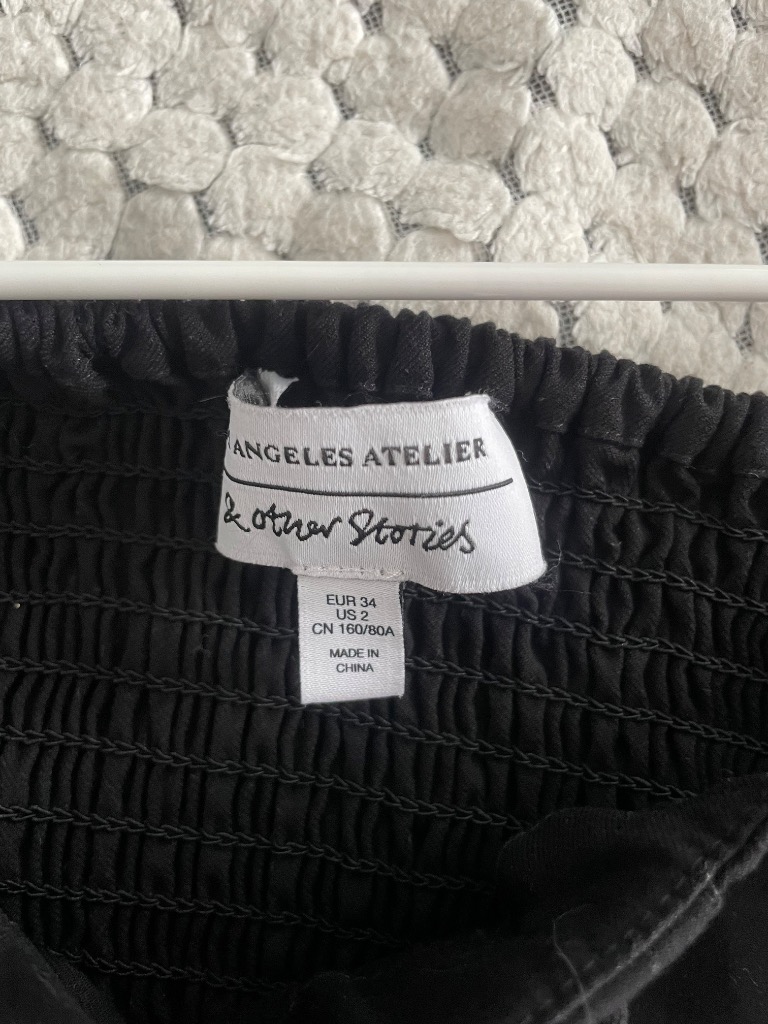 ANGELES ATELIER
& other Stories
EUR 34
US 2
CN 160/80A
MADE IN
CHINA